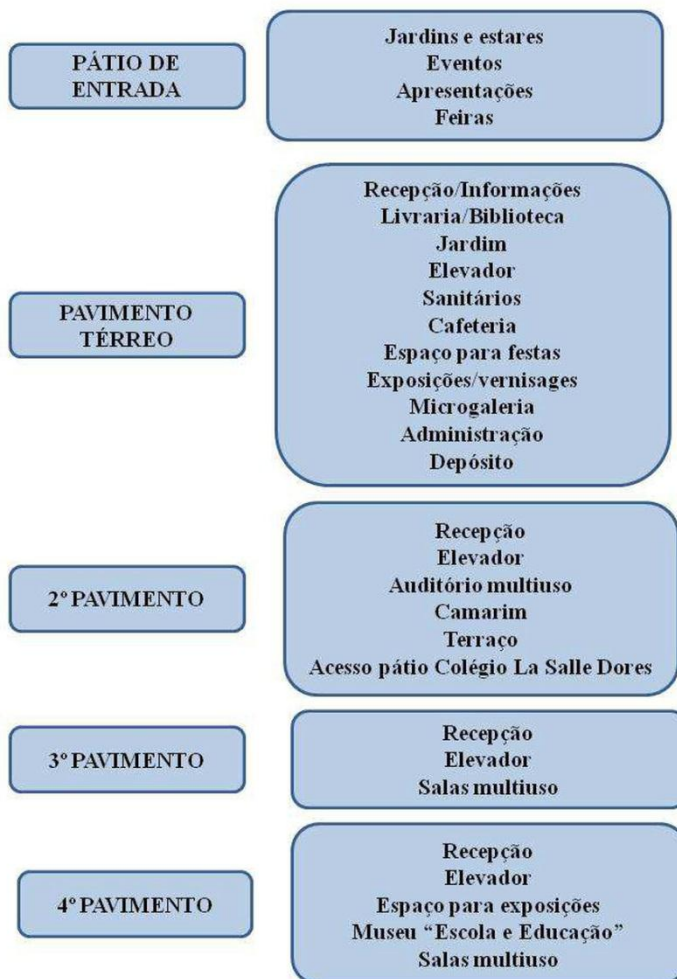 PÁTIO DE
ENTRADA
Jardins e estares
Eventos
Apresentações
Feiras
PAVIMENTO
TÉRREO
Recepção/Informações
Livraria/Biblioteca
Jardim
Elevador
Sanitários
Cafeteria
Espaço para festas
Exposições/vernisages
Microgaleria
Administração
Depósito
2º PAVIMENTO
Recepção
Elevador
Auditório multiuso
Camarim
Terraço
Acesso pátio Colégio La Salle Dores
3º PAVIMENTO
Recepção
Elevador
Salas multiuso
4º PAVIMENTO
Recepção
Elevador
Espaço para exposições
Museu “Escola e Educação”
Salas multiuso